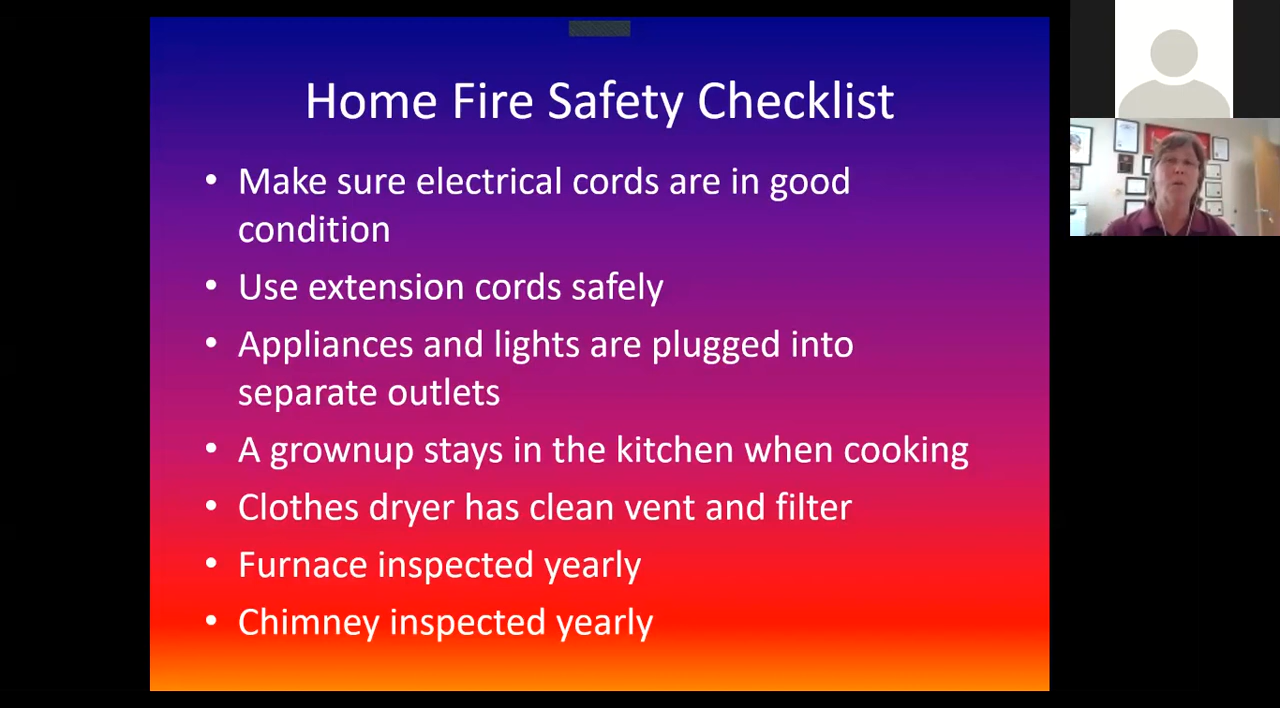 Home Fire Safety Checklist
• Make sure electrical cords are in good
condition
• Use extension cords safely
• Appliances and lights are plugged into
separate outlets
• A grownup stays in the kitchen when cooking
• Clothes dryer has clean vent and filter
• Furnace inspected yearly
• Chimney inspected yearly